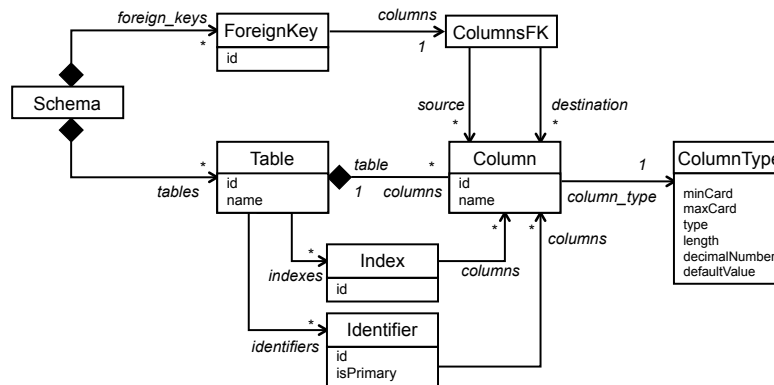 foreign_keys
*
ForeignKey
id
columns
1
ColumnsFK
Schema
source
*
destination
*
*
tables
Table
id
name
table
1
*
columns
Column
id
name
1
column_type
ColumnType
minCard
maxCard
type
length
decimalNumber
defaultValue
*
indexes
Index
id
*
columns
*
columns
*
identifiers
Identifier
id
isPrimary